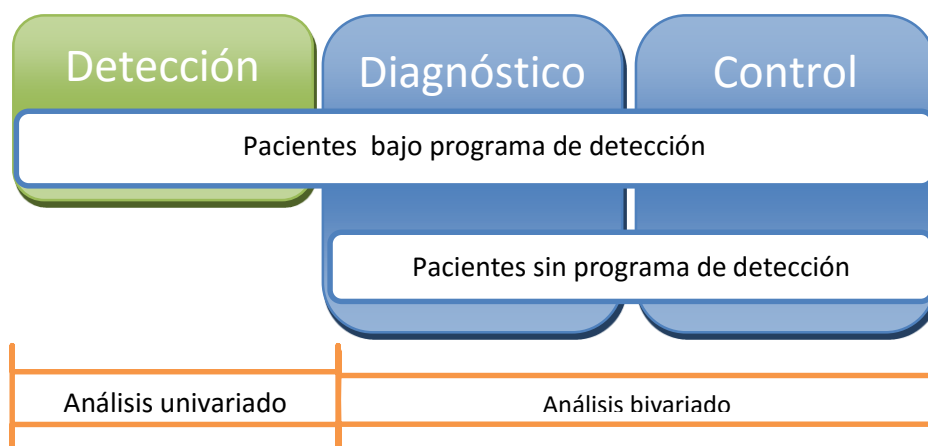 Detección
Diagnóstico
Control
Pacientes bajo programa de detección
Pacientes sin programa de detección
Análisis univariado
Análisis bivariado